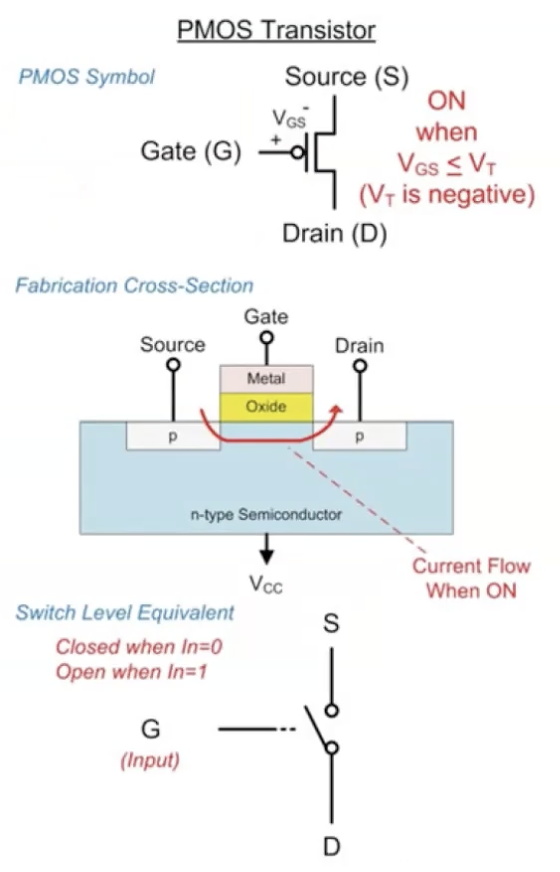 PMOS Transistor
PMOS Symbol
Source (S)
VGS
-
+
Gate (G)
Drain (D)
ON
when
VGS ≤ VT
(VT is negative)
Fabrication Cross-Section
Gate
Source
Drain
Metal
Oxide
p
p
n-type Semiconductor
VCC
Current Flow
When ON
Switch Level Equivalent
Closed when In=0
Open when In=1
S
G
(Input)
D